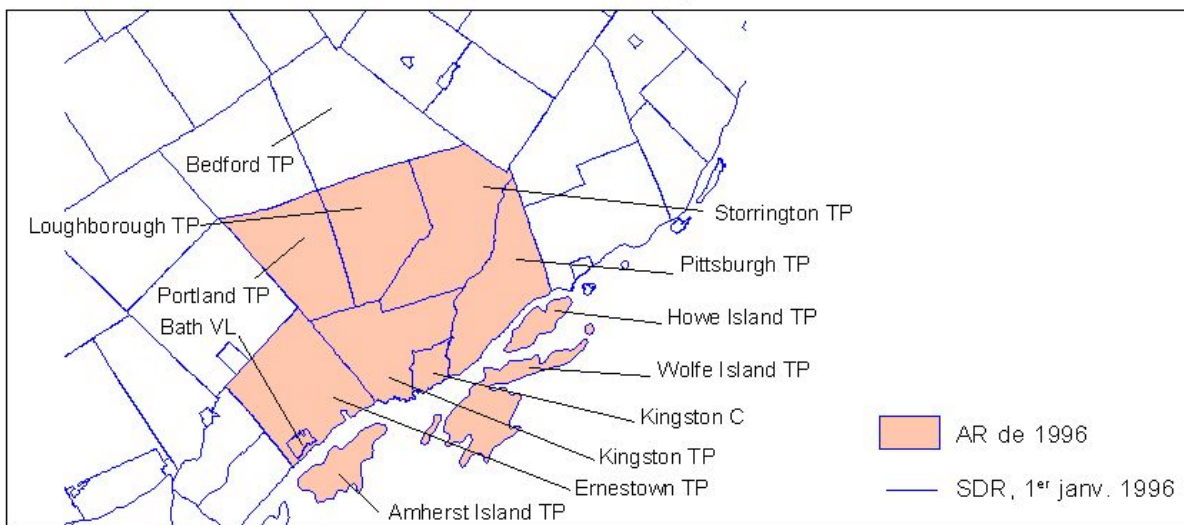 Bedford TP
Loughborough TP
Storrington TP
Pittsburgh TP
Portland TP
Bath VL
Howe Island TP
Wolfe Island TP
Kingston C
AR de 1996
Kingston TP
Ernestown TP
SDR, 1er janv. 1996
Amherst Island TP